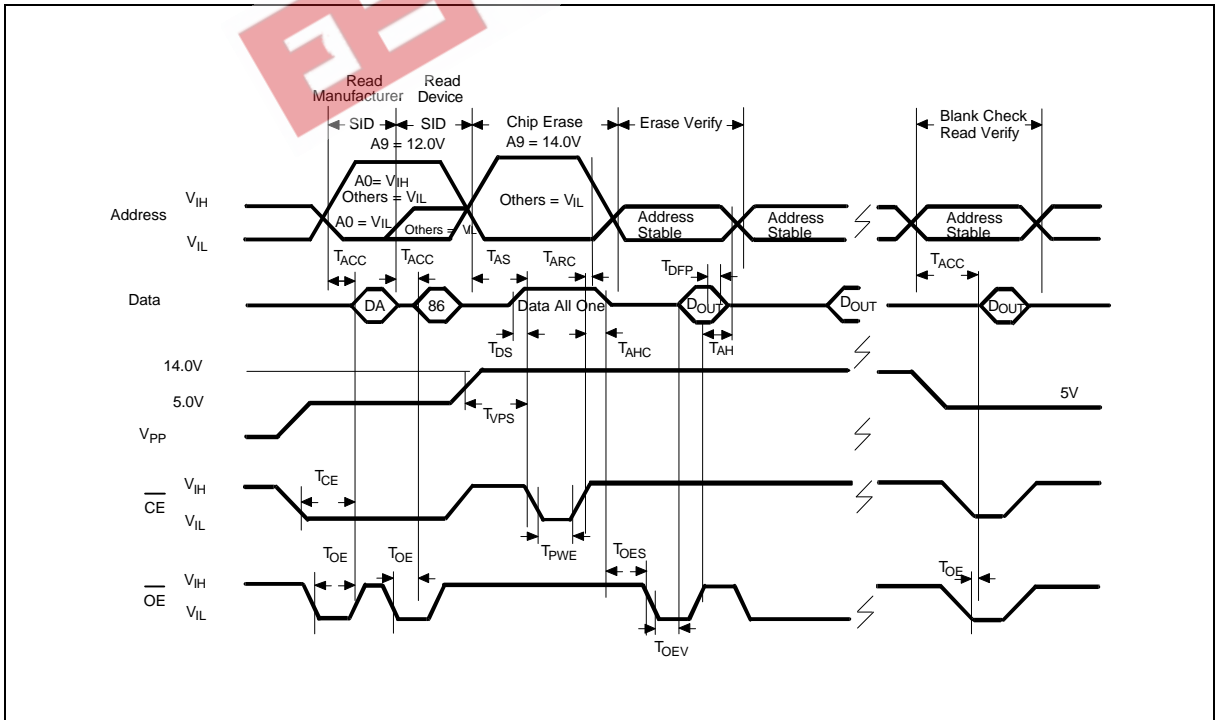 Read
Manufacturer
SID
Read
Device
SID
Chip Erase
Erase Verify
Blank Check
Read Verify
A9 = 12.0V
A9 = 14.0V
Address
VIH
VIL
A0= VIH
Others = VIL
A0 = VIL
Others = VIL
Others = VIL
Address
Stable
Address
Stable
Address
Stable
TACC
TACC
TAS
TARC
TDFP
TACC
Data
DA
86
Data All One
DOUT
DOUT
DOUT
TDS
TAHC
TAH
14.0V
5.0V
VPP
TVPS
5V
CE
VIH
VIL
TCE
TPWE
OE
VIH
VIL
TOE
TOE
TOES
TOEV
TOE